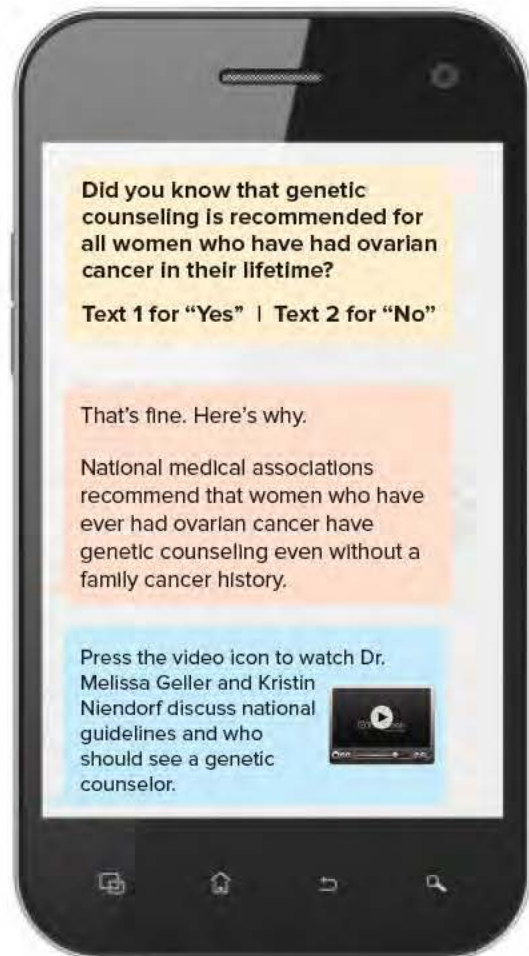 Did you know that genetic
counseling is recommended for
all women who have had ovarian
cancer in their lifetime?
Text 1 for “Yes” | Text 2 for “No”
That’s fine. Here’s why.
National medical associations
recommend that women who have
ever had ovarian cancer have
genetic counseling even without a
family cancer history.
Press the video icon to watch Dr.
Melissa Geller and Kristin
Niendorf discuss national
guidelines and who
should see a genetic
counselor.